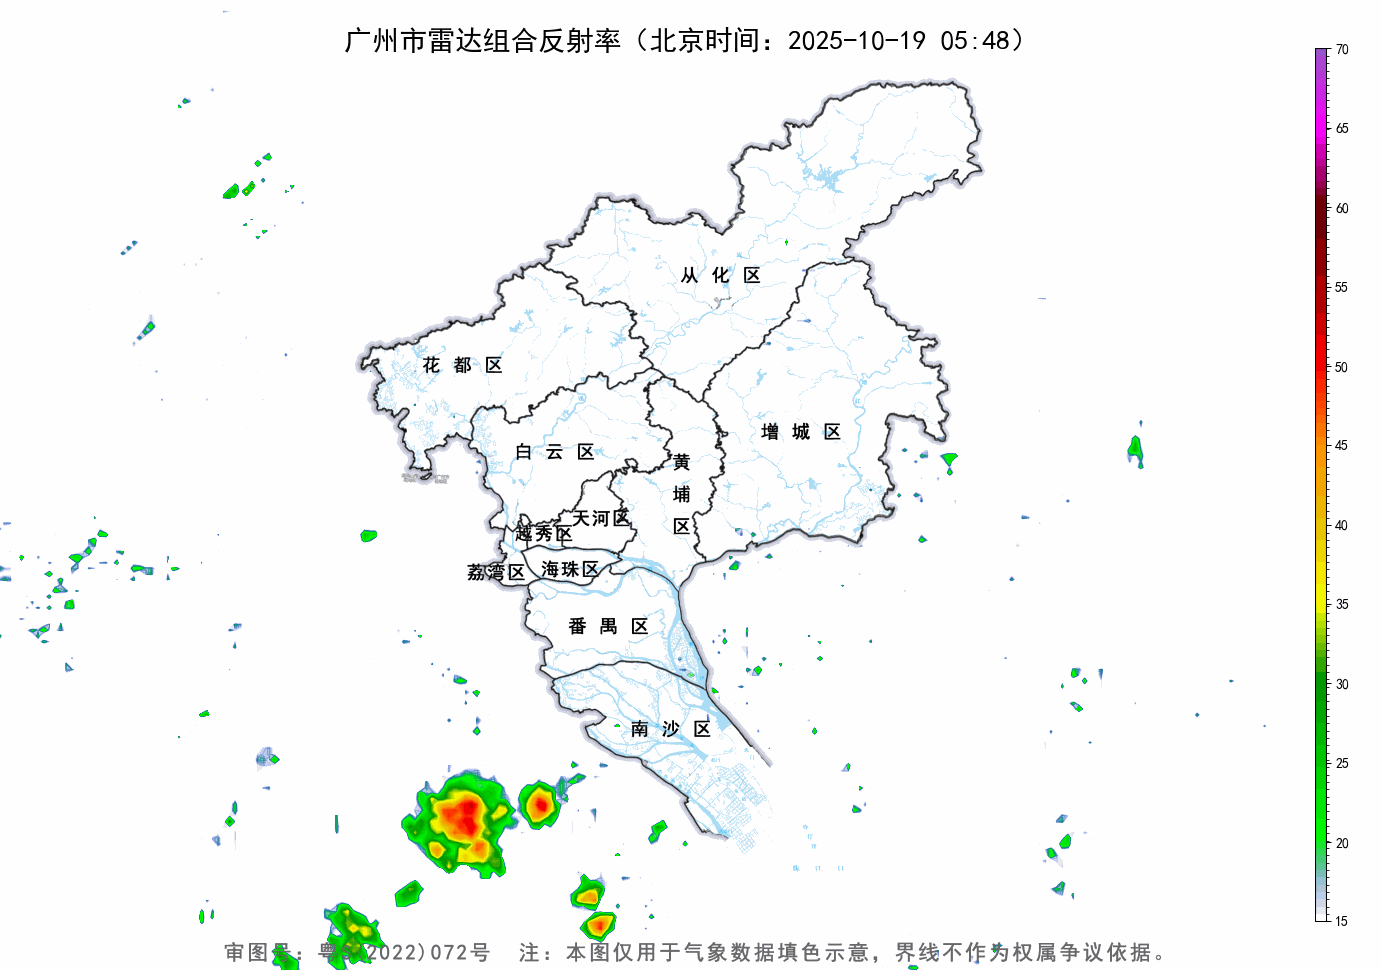 广州市雷达组合反射率（北京时间：2025-10-19 05:48）
70
65
60
55
50
45
40
35
30
25
20
15
从化区
花都区
增城区
白云区
黄埔区
天河区
越秀区
荔湾区
海珠区
番禺区
南沙区
审图号：粤S(2022)072号 注：本图仅用于气象数据填色示意，界线不作为权属争议依据。